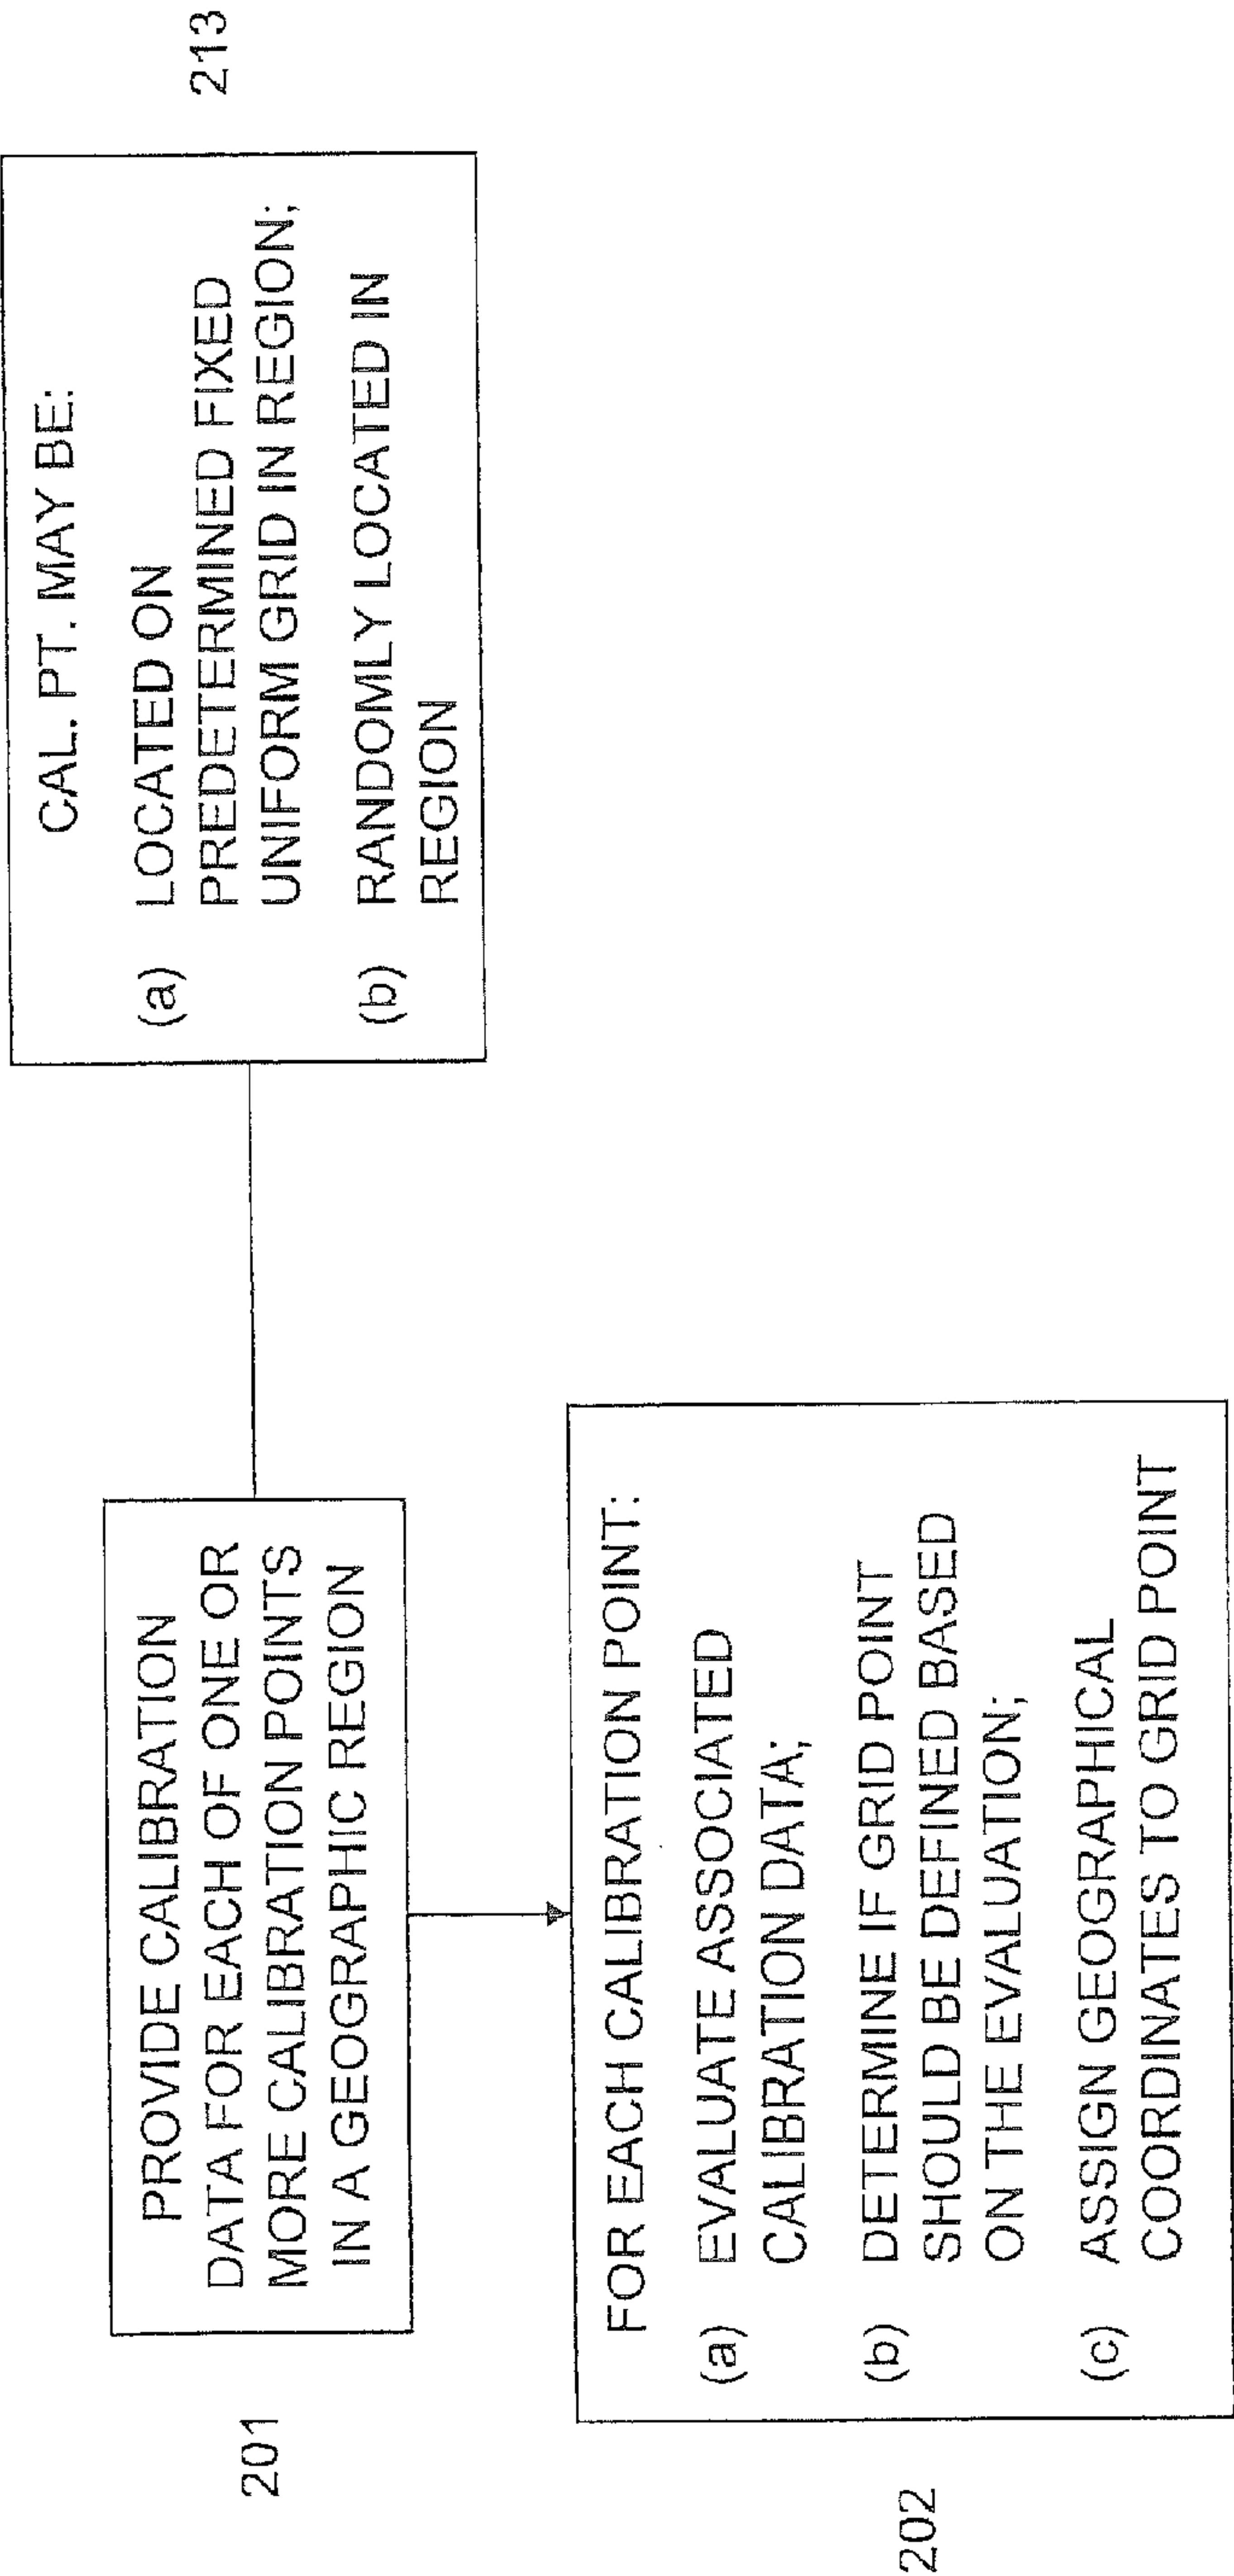 201
PROVIDE CALIBRATION
DATA FOR EACH OF ONE OR
MORE CALIBRATION POINTS
IN A GEOGRAPHIC REGION
CAL. PT. MAY BE:
(a) LOCATED ON
PREDETERMINED FIXED
UNIFORM GRID IN REGION;
(b) RANDOMLY LOCATED IN
REGION
213
202
FOR EACH CALIBRATION POINT:
(a) EVALUATE ASSOCIATED
CALIBRATION DATA;
(b) DETERMINE IF GRID POINT
SHOULD BE DEFINED BASED
ON THE EVALUATION;
(c) ASSIGN GEOGRAPHICAL
COORDINATES TO GRID POINT